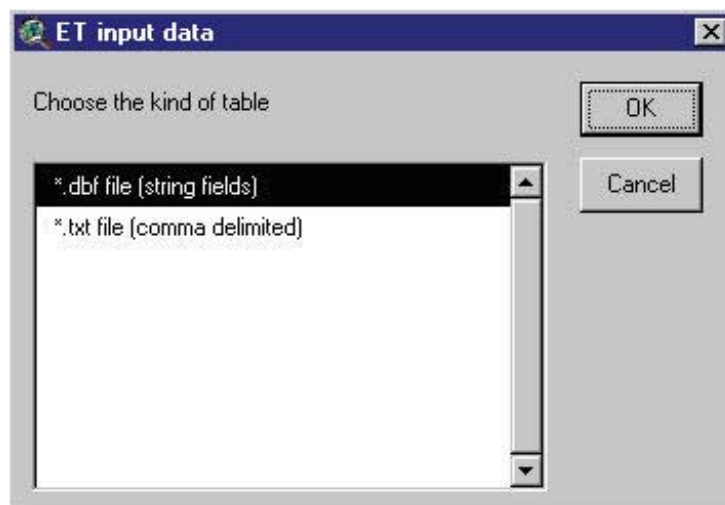 ET input data
Choose the kind of table
OK
*.dbf file (string fields)
Cancel
*.txt file (comma delimited)